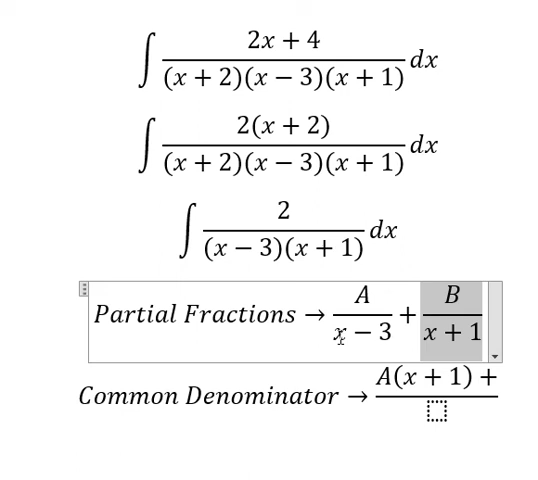 ∫ (2x + 4)/((x + 2)(x − 3)(x + 1)) dx
∫ (2(x + 2))/((x + 2)(x − 3)(x + 1)) dx
∫ 2/((x − 3)(x + 1)) dx
Partial Fractions → A/(x − 3) + B/(x + 1)
Common Denominator → (A(x + 1) +)/